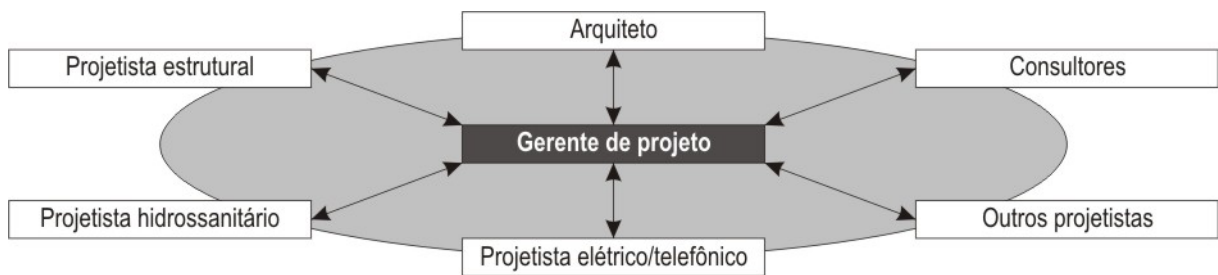 Arquiteto
Projetista estrutural
Consultores
Gerente de projeto
Projetista hidrossanitário
Outros projetistas
Projetista elétrico/telefônico